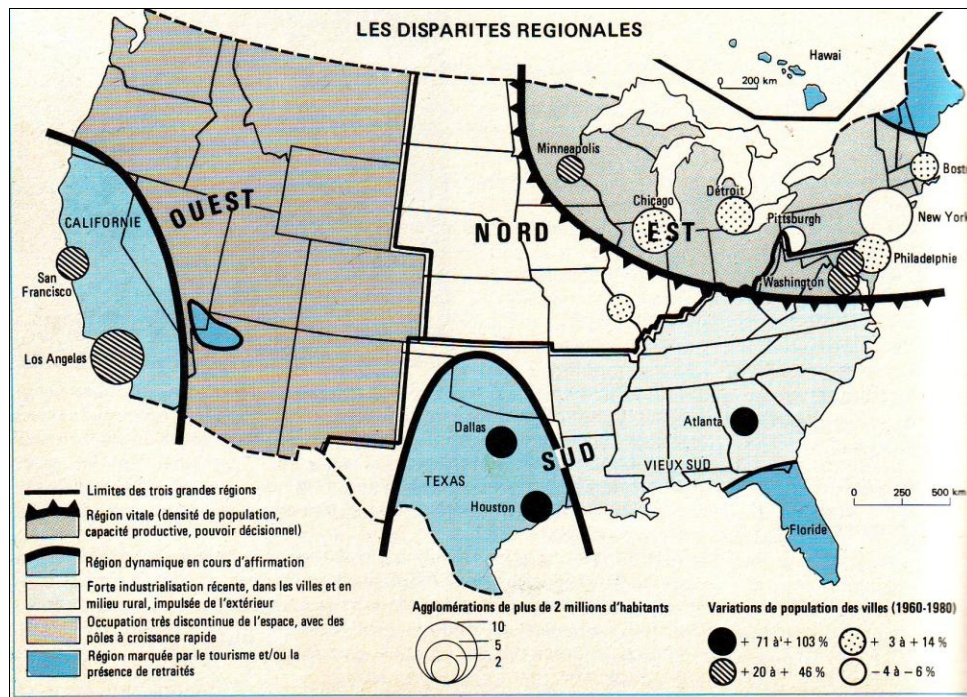 LES DISPARITES REGIONALES
Hawai
0 200 km
Minneapolis
Bost
OUEST
Détroit
Chicago
CALIFORNIE
NORD EST
Pittsburgh
New York
Philadelphie
San
Francisco
Washington
Los Angeles
Dallas
Atlanta
SUD
TEXAS
VIEUX SUD
Houston
0 250 500 km
Floride
Limites des trois grandes régions
Région vitale (densité de population,
capacité productive, pouvoir décisionnel)
Région dynamique en cours d'affirmation
Forte industrialisation récente, dans les villes et en
milieu rural, impulsée de l'extérieur
Occupation très discontinue de l'espace, avec des
pôles à croissance rapide
Région marquée par le tourisme et/ou la
présence de retraités
Agglomérations de plus de 2 millions d'habitants
10
5
2
Variations de population des villes (1960-1980)
+ 71 à + 103 %
+ 3 à + 14 %
+ 20 à + 46 %
– 4 à – 6 %